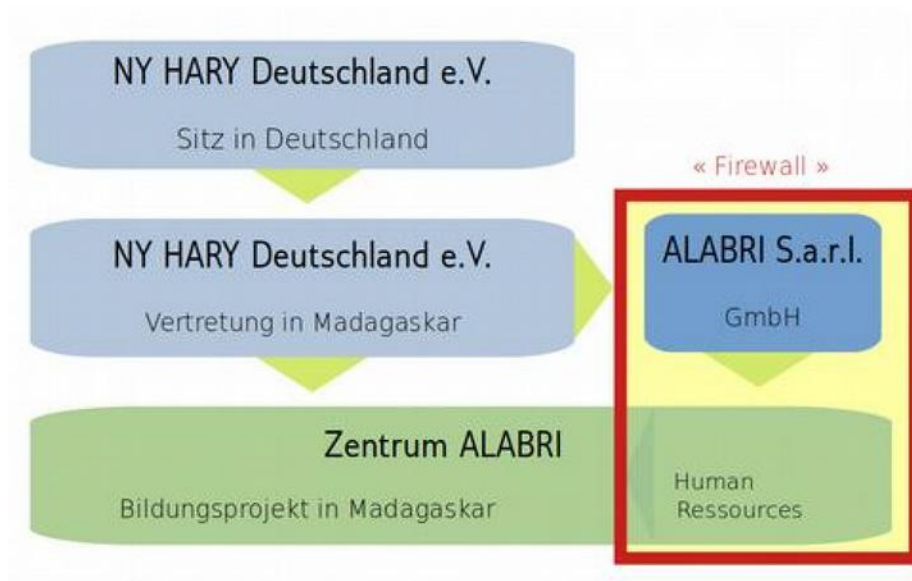 NY HARY Deutschland e.V.
Sitz in Deutschland
« Firewall »
NY HARY Deutschland e.V.
Vertretung in Madagaskar
ALABRI S.a.r.l.
GmbH
Zentrum ALABRI
Bildungsprojekt in Madagaskar
Human
Ressources